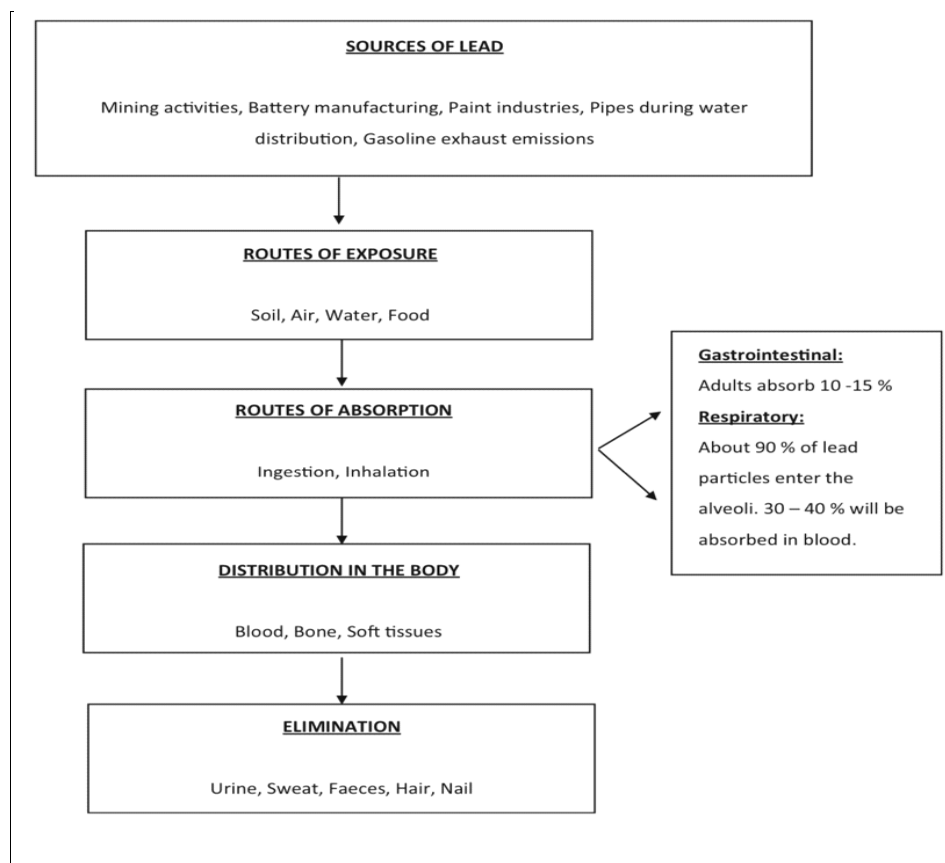 SOURCES OF LEAD
Mining activities, Battery manufacturing, Paint industries, Pipes during water
distribution, Gasoline exhaust emissions
ROUTES OF EXPOSURE
Soil, Air, Water, Food
ROUTES OF ABSORPTION
Ingestion, Inhalation
Gastrointestinal:
Adults absorb 10 -15 %
Respiratory:
About 90 % of lead
particles enter the
alveoli. 30 – 40 % will be
absorbed in blood.
DISTRIBUTION IN THE BODY
Blood, Bone, Soft tissues
ELIMINATION
Urine, Sweat, Faeces, Hair, Nail